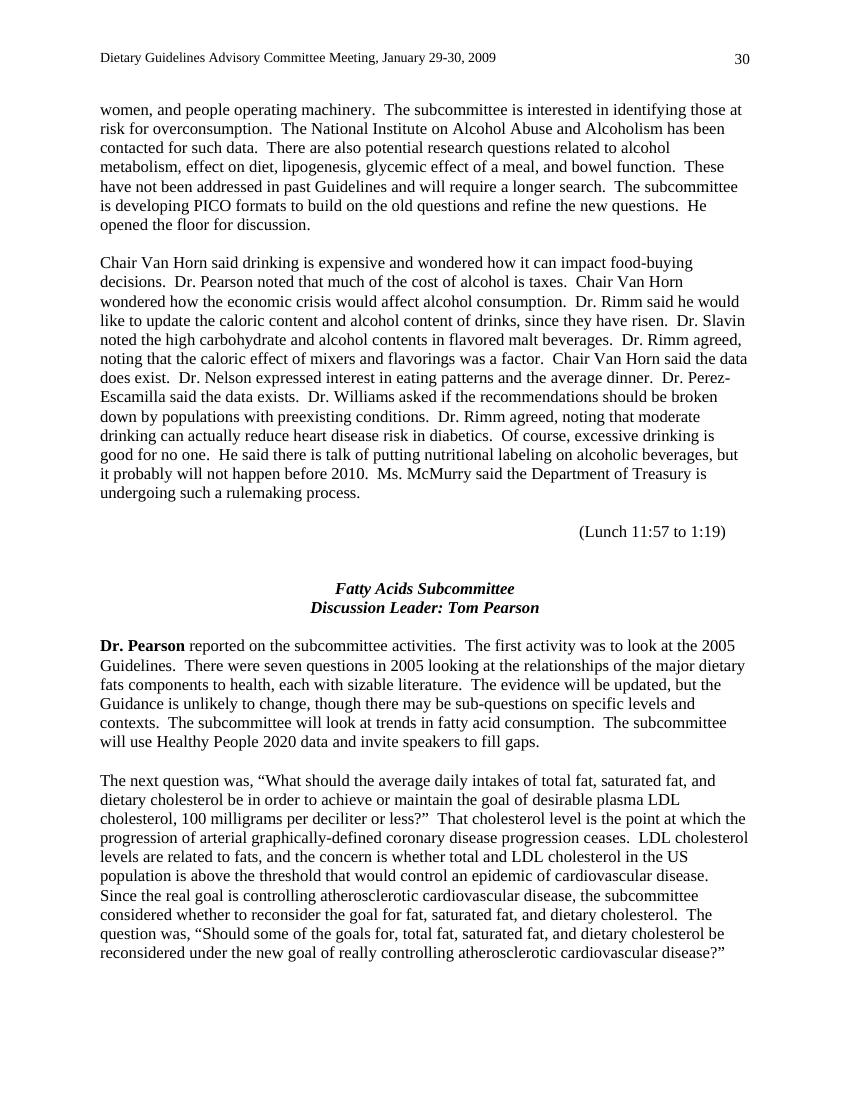 Dietary Guidelines Advisory Committee Meeting, January 29-30, 2009 30
women, and people operating machinery. The subcommittee is interested in identifying those at
risk for overconsumption. The National Institute on Alcohol Abuse and Alcoholism has been
contacted for such data. There are also potential research questions related to alcohol
metabolism, effect on diet, lipogenesis, glycemic effect of a meal, and bowel function. These
have not been addressed in past Guidelines and will require a longer search. The subcommittee
is developing PICO formats to build on the old questions and refine the new questions. He
opened the floor for discussion.
Chair Van Horn said drinking is expensive and wondered how it can impact food-buying
decisions. Dr. Pearson noted that much of the cost of alcohol is taxes. Chair Van Horn
wondered how the economic crisis would affect alcohol consumption. Dr. Rimm said he would
like to update the caloric content and alcohol content of drinks, since they have risen. Dr. Slavin
noted the high carbohydrate and alcohol contents in flavored malt beverages. Dr. Rimm agreed,
noting that the caloric effect of mixers and flavorings was a factor. Chair Van Horn said the data
does exist. Dr. Nelson expressed interest in eating patterns and the average dinner. Dr. Perez-
Escamilla said the data exists. Dr. Williams asked if the recommendations should be broken
down by populations with preexisting conditions. Dr. Rimm agreed, noting that moderate
drinking can actually reduce heart disease risk in diabetics. Of course, excessive drinking is
good for no one. He said there is talk of putting nutritional labeling on alcoholic beverages, but
it probably will not happen before 2010. Ms. McMurry said the Department of Treasury is
undergoing such a rulemaking process.
(Lunch 11:57 to 1:19)
Fatty Acids Subcommittee
Discussion Leader: Tom Pearson
Dr. Pearson reported on the subcommittee activities. The first activity was to look at the 2005
Guidelines. There were seven questions in 2005 looking at the relationships of the major dietary
fats components to health, each with sizable literature. The evidence will be updated, but the
Guidance is unlikely to change, though there may be sub-questions on specific levels and
contexts. The subcommittee will look at trends in fatty acid consumption. The subcommittee
will use Healthy People 2020 data and invite speakers to fill gaps.
The next question was, “What should the average daily intakes of total fat, saturated fat, and
dietary cholesterol be in order to achieve or maintain the goal of desirable plasma LDL
cholesterol, 100 milligrams per deciliter or less?” That cholesterol level is the point at which the
progression of arterial graphically-defined coronary disease progression ceases. LDL cholesterol
levels are related to fats, and the concern is whether total and LDL cholesterol in the US
population is above the threshold that would control an epidemic of cardiovascular disease.
Since the real goal is controlling atherosclerotic cardiovascular disease, the subcommittee
considered whether to reconsider the goal for fat, saturated fat, and dietary cholesterol. The
question was, “Should some of the goals for, total fat, saturated fat, and dietary cholesterol be
reconsidered under the new goal of really controlling atherosclerotic cardiovascular disease?”